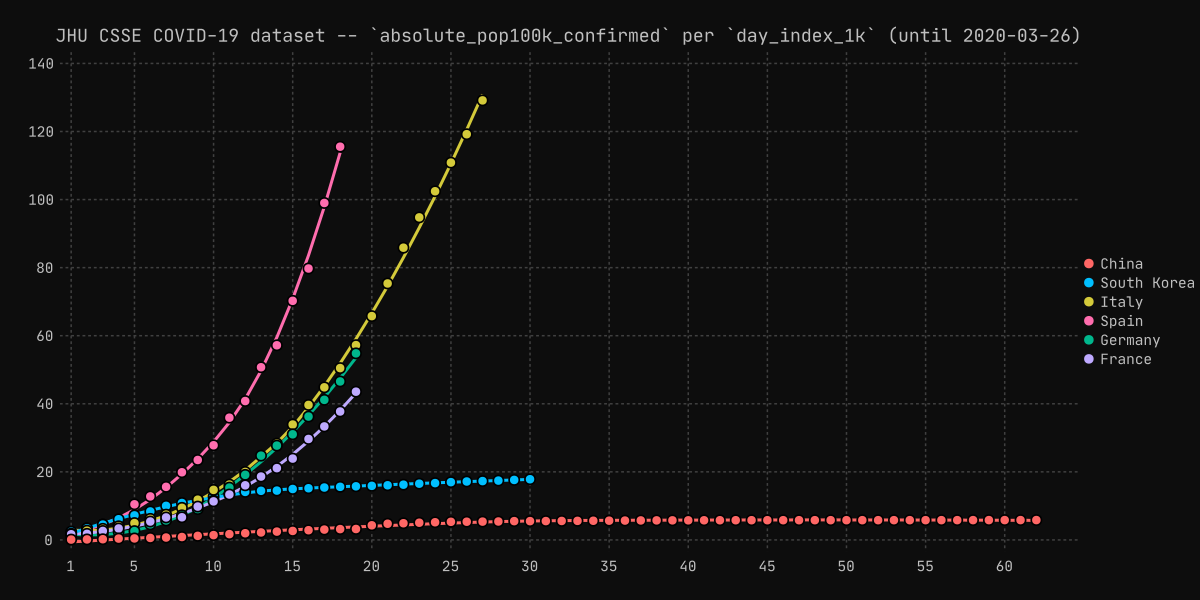 JHU CSSE COVID-19 dataset -- `absolute_pop100k_confirmed` per `day_index_1k` (until 2020-03-26)
140
120
100
80
60
40
20
0
1 5 10 15 20 25 30 35 40 45 50 55 60
China
South Korea
Italy
Spain
Germany
France